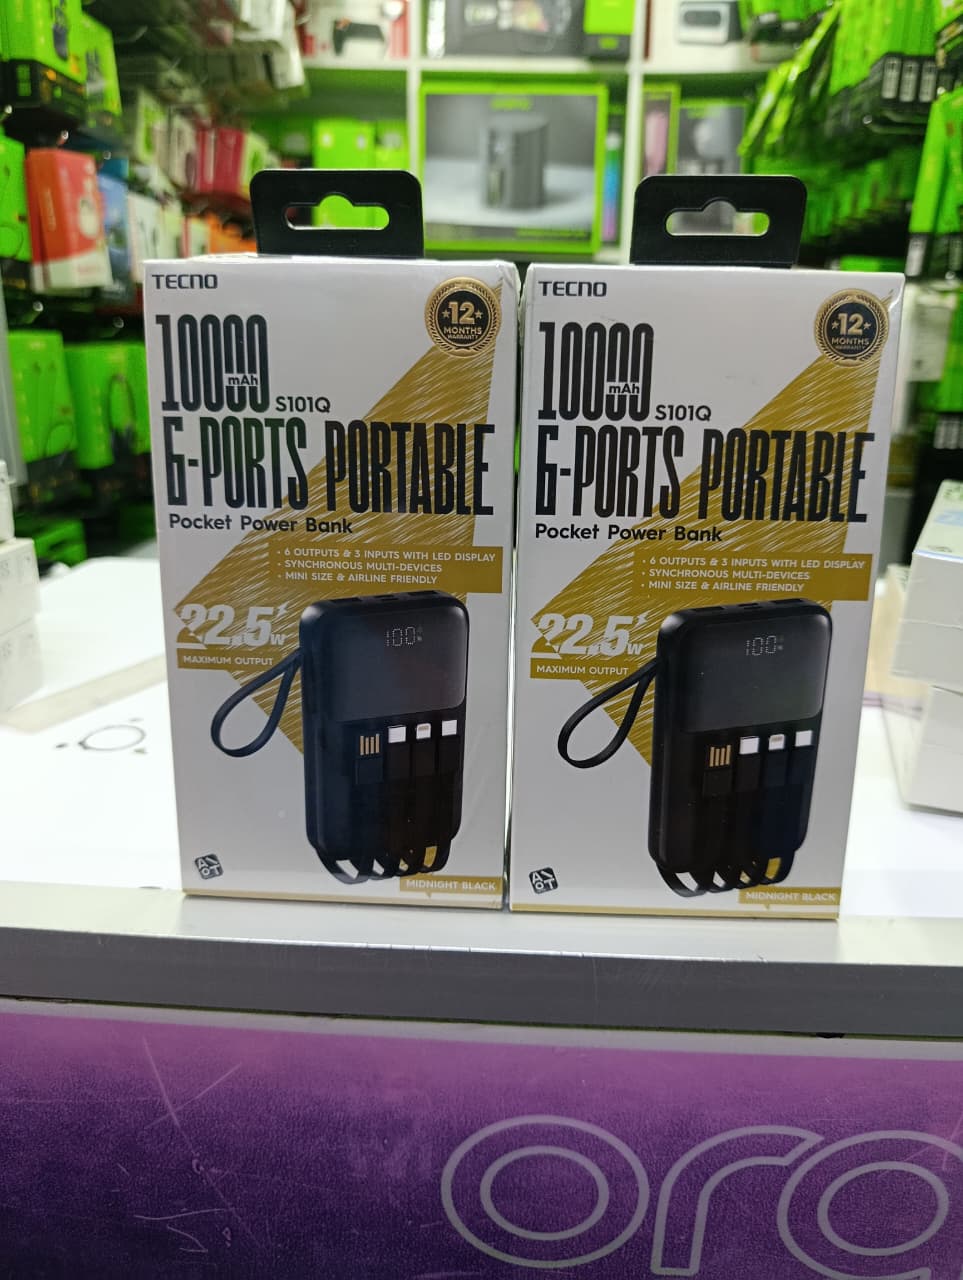 TECNO
12
MONTHS
WARRANTY
10000
mAh
S101Q
6-PORTS PORTABLE
Pocket Power Bank
• 6 OUTPUTS & 3 INPUTS WITH LED DISPLAY
• SYNCHRONOUS MULTI-DEVICES
• MINI SIZE & AIRLINE FRIENDLY
22.5W
MAXIMUM OUTPUT
100%
MIDNIGHT BLACK
TECNO
12
MONTHS
WARRANTY
10000
mAh
S101Q
6-PORTS PORTABLE
Pocket Power Bank
• 6 OUTPUTS & 3 INPUTS WITH LED DISPLAY
• SYNCHRONOUS MULTI-DEVICES
• MINI SIZE & AIRLINE FRIENDLY
22.5W
MAXIMUM OUTPUT
100%
MIDNIGHT BLACK